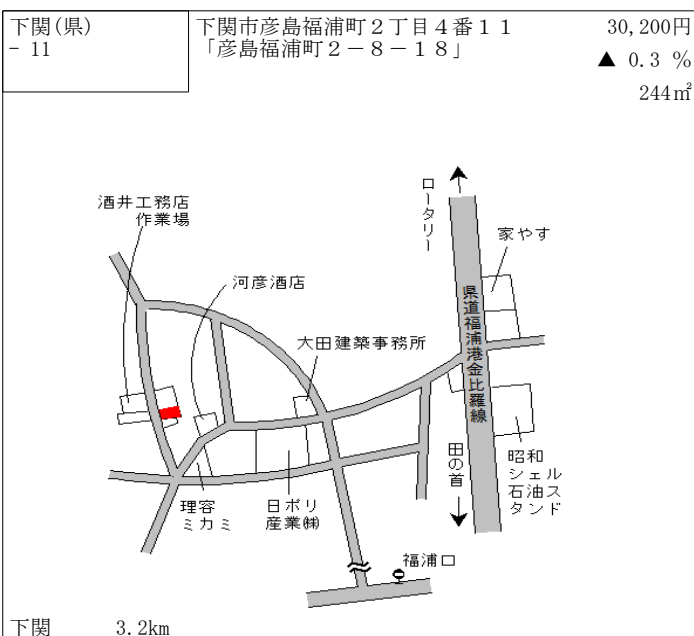 下関(県)
- 11
下関市彦島福浦町２丁目４番１１
「彦島福浦町２－８－１８」
30,200円
▲ 0.3 %
244㎡
ロータリー
酒井工務店
作業場
家やす
河彦酒店
県道福浦港金比羅線
大田建築事務所
田の首
昭和
シェル
石油ス
タンド
理容
ミカミ
日ポリ
産業㈱
福浦口
下関 3.2km